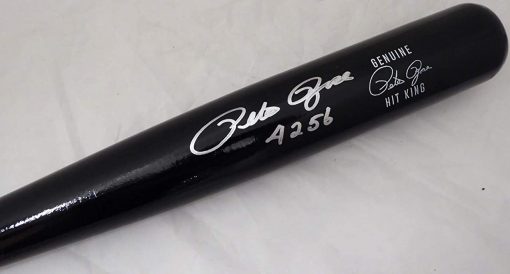 Pete Rose
4256
GENUINE
Pete Rose
HIT KING